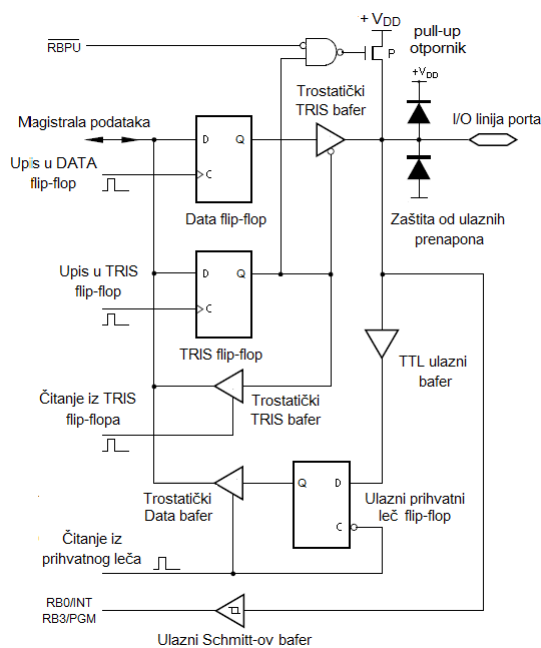 + VDD
RBPU
pull-up
otpornik
P
+VDD
Trostatički
TRIS bafer
I/O linija porta
Magistrala podataka
D
Q
Upis u DATA
flip-flop
C
Data flip-flop
Zaštita od ulaznih
prenapona
Upis u TRIS
flip-flop
D
Q
C
TRIS flip-flop
TTL ulazni
bafer
Čitanje iz TRIS
flip-flopa
Trostatički
TRIS bafer
Trostatički
Data bafer
Q
D
C
Ulazni prihvatni
leč flip-flop
Čitanje iz
prihvatnog leča
RB0/INT
RB3/PGM
Ulazni Schmitt-ov bafer